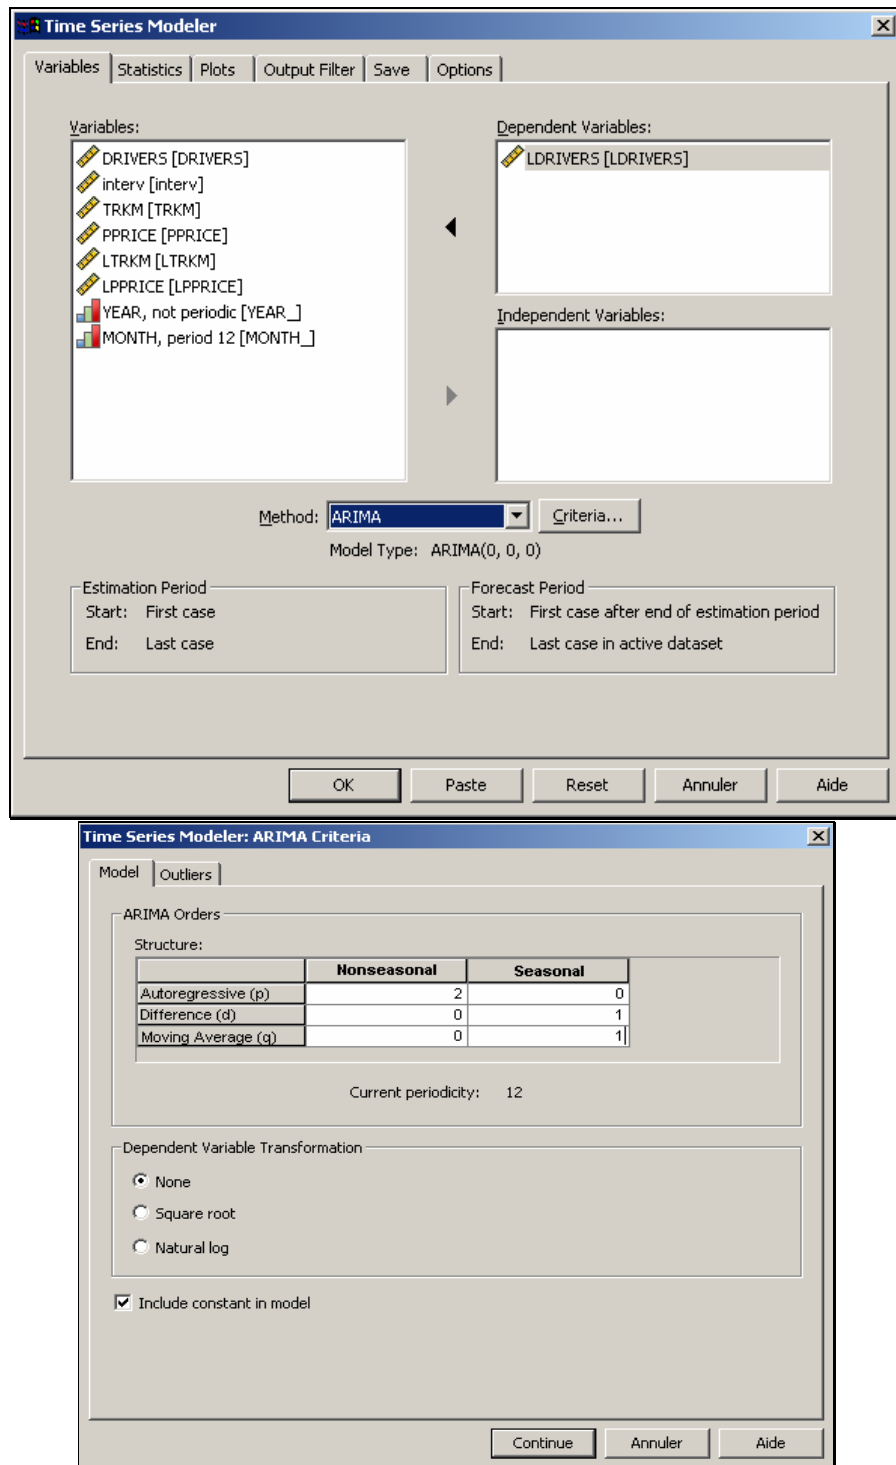 Time Series Modeler
Variables Statistics Plots Output Filter Save Options
Variables:
DRIVERS [DRIVERS]
interv [interv]
TRKM [TRKM]
PPRICE [PPRICE]
LTRKM [LTRKM]
LPPRICE [LPPRICE]
YEAR, not periodic [YEAR_]
MONTH, period 12 [MONTH_]
Dependent Variables:
LDRIVERS [LDRIVERS]
Independent Variables:
Method: ARIMA Criteria...
Model Type: ARIMA(0, 0, 0)
Estimation Period
Start: First case
End: Last case
Forecast Period
Start: First case after end of estimation period
End: Last case in active dataset
OK Paste Reset Annuler Aide
Time Series Modeler: ARIMA Criteria
Model Outliers
ARIMA Orders
Structure:
Nonseasonal Seasonal
Autoregressive (p) 2 0
Difference (d) 0 1
Moving Average (q) 0 1
Current periodicity: 12
Dependent Variable Transformation
None
Square root
Natural log
Include constant in model
Continue Annuler Aide